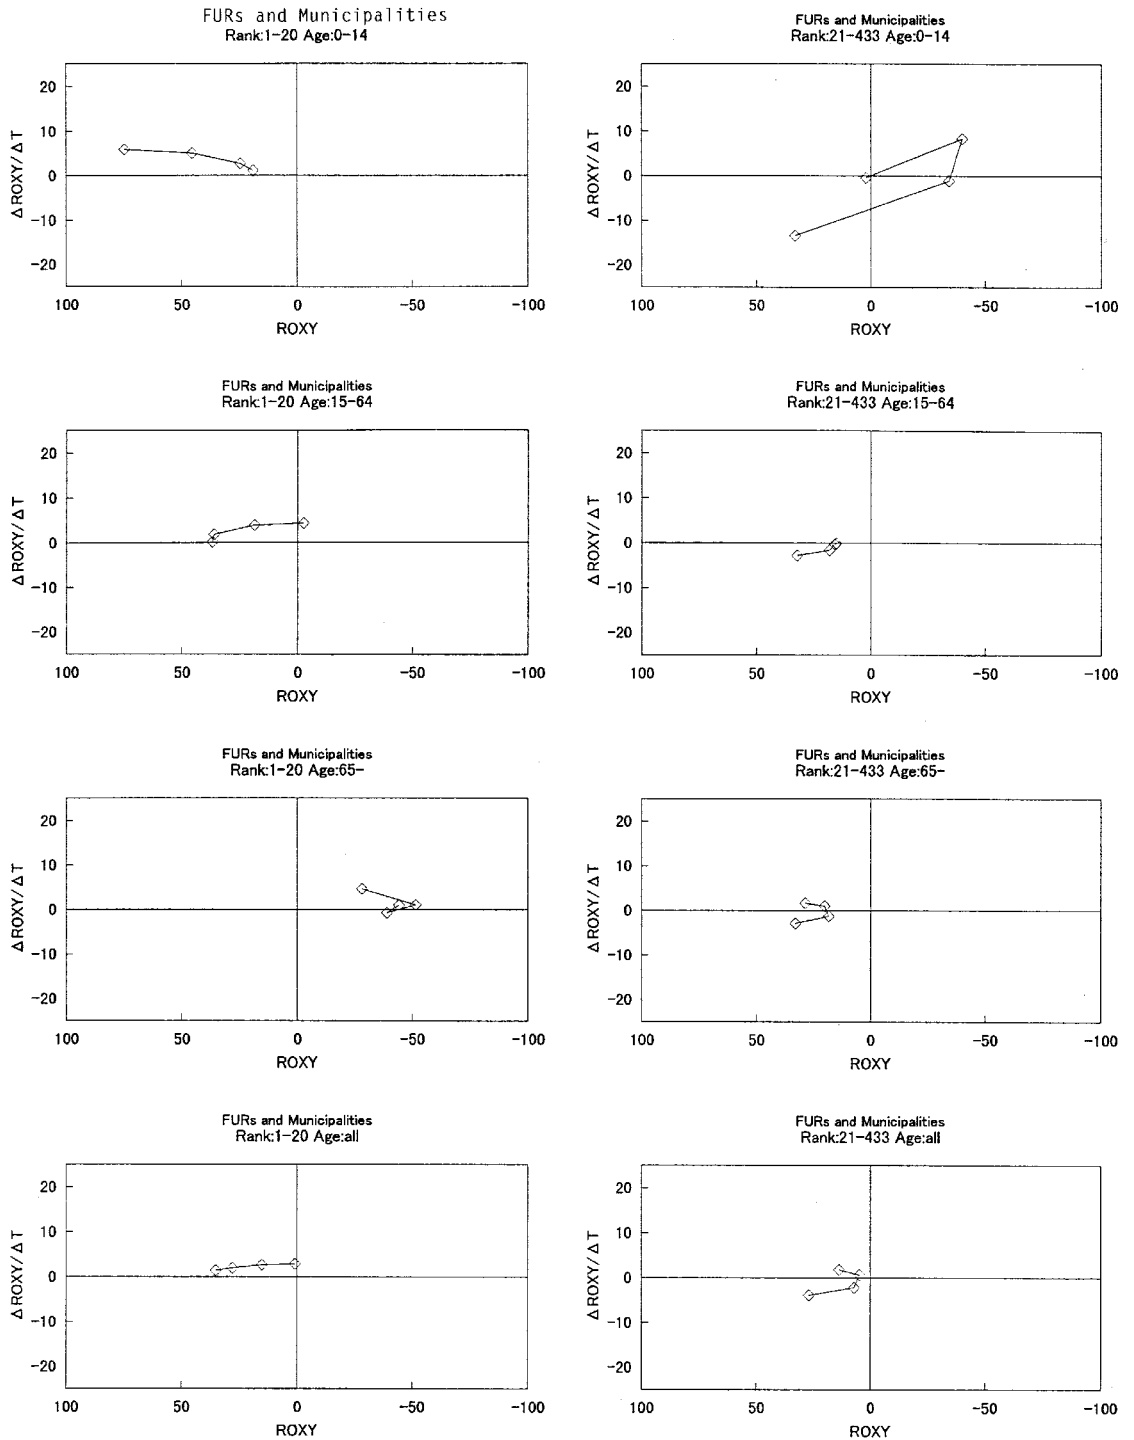 FURs and Municipalities
Rank:1-20 Age:0-14
20
10
0
-10
-20
ΔROXY/ΔT
100 50 0 -50 -100
ROXY
FURs and Municipalities
Rank:21-433 Age:0-14
20
10
0
-10
-20
ΔROXY/ΔT
100 50 0 -50 -100
ROXY
FURs and Municipalities
Rank:1-20 Age:15-64
20
10
0
-10
-20
ΔROXY/ΔT
100 50 0 -50 -100
ROXY
FURs and Municipalities
Rank:21-433 Age:15-64
20
10
0
-10
-20
ΔROXY/ΔT
100 50 0 -50 -100
ROXY
FURs and Municipalities
Rank:1-20 Age:65-
20
10
0
-10
-20
ΔROXY/ΔT
100 50 0 -50 -100
ROXY
FURs and Municipalities
Rank:21-433 Age:65-
20
10
0
-10
-20
ΔROXY/ΔT
100 50 0 -50 -100
ROXY
FURs and Municipalities
Rank:1-20 Age:all
20
10
0
-10
-20
ΔROXY/ΔT
100 50 0 -50 -100
ROXY
FURs and Municipalities
Rank:21-433 Age:all
20
10
0
-10
-20
ΔROXY/ΔT
100 50 0 -50 -100
ROXY